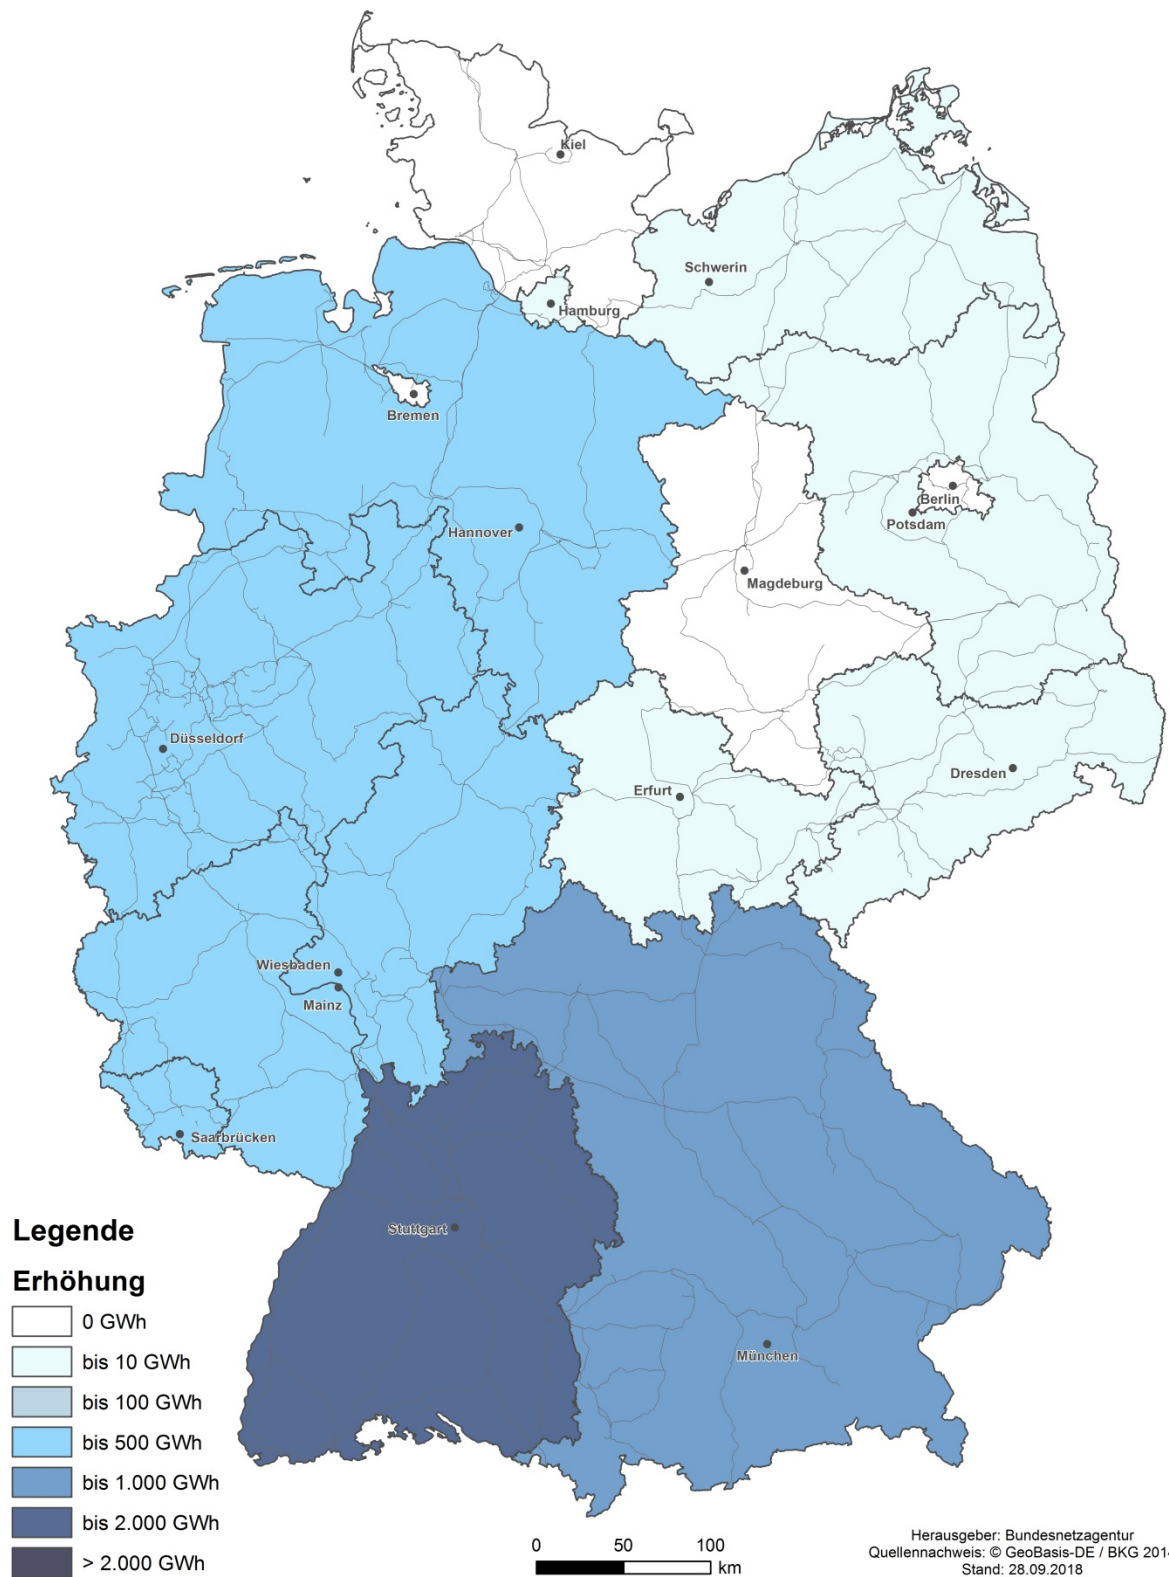 Kiel
Schwerin
Hamburg
Bremen
Berlin
Potsdam
Hannover
Magdeburg
Düsseldorf
Dresden
Erfurt
Wiesbaden
Mainz
Saarbrücken
Stuttgart
München
Legende
Erhöhung
0 GWh
bis 10 GWh
bis 100 GWh
bis 500 GWh
bis 1.000 GWh
bis 2.000 GWh
> 2.000 GWh
0 50 100
km
Herausgeber: Bundesnetzagentur
Quellennachweis: © GeoBasis-DE / BKG 2014
Stand: 28.09.2018